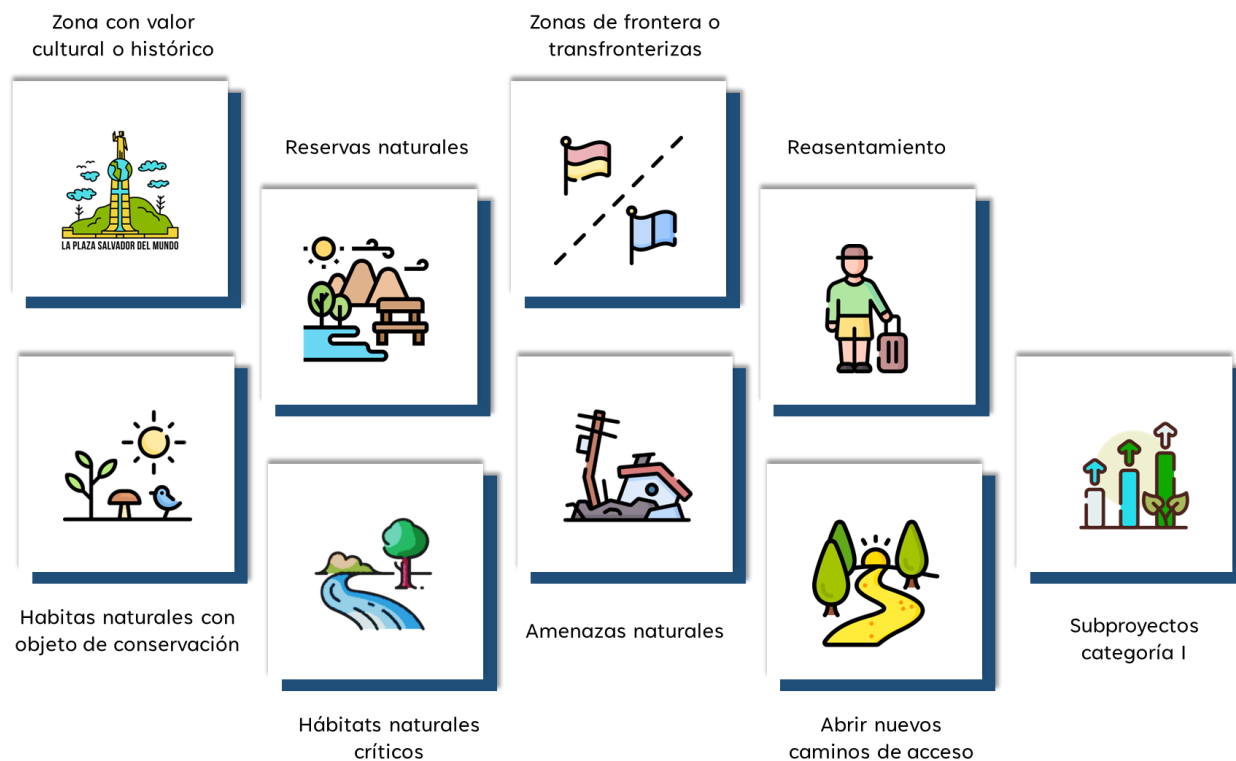 Zona con valor
cultural o histórico
Zonas de frontera o
transfronterizas
Reservas naturales
Reasentamiento
LA PLAZA SALVADOR DEL MUNDO
Habitas naturales con
objeto de conservación
Amenazas naturales
Subproyectos
categoría I
Hábitats naturales
críticos
Abrir nuevos
caminos de acceso